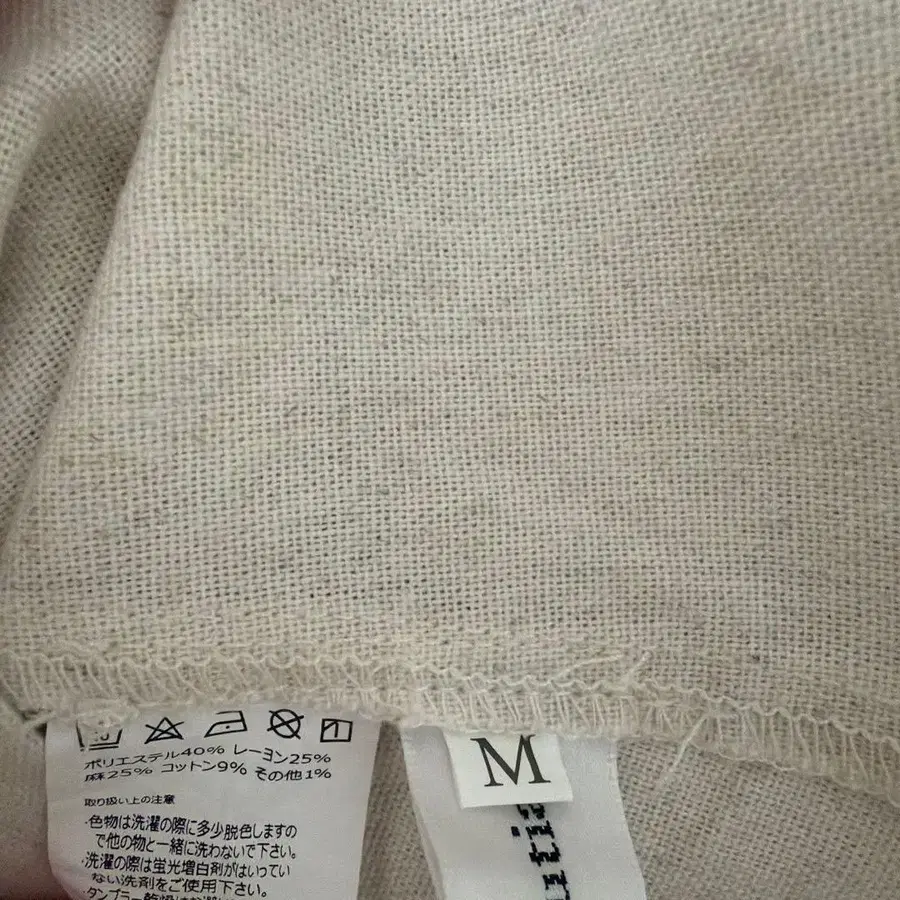 ポリエステル40% レーヨン25%
麻25% コットン9% その他1%
取り扱い上の注意
・色物は洗濯の際に多少脱色しますの
で他の物と一緒に洗わないで下さい。
・洗濯の際は蛍光増白剤がはいってい
ない洗剤をご使用下さい。
M